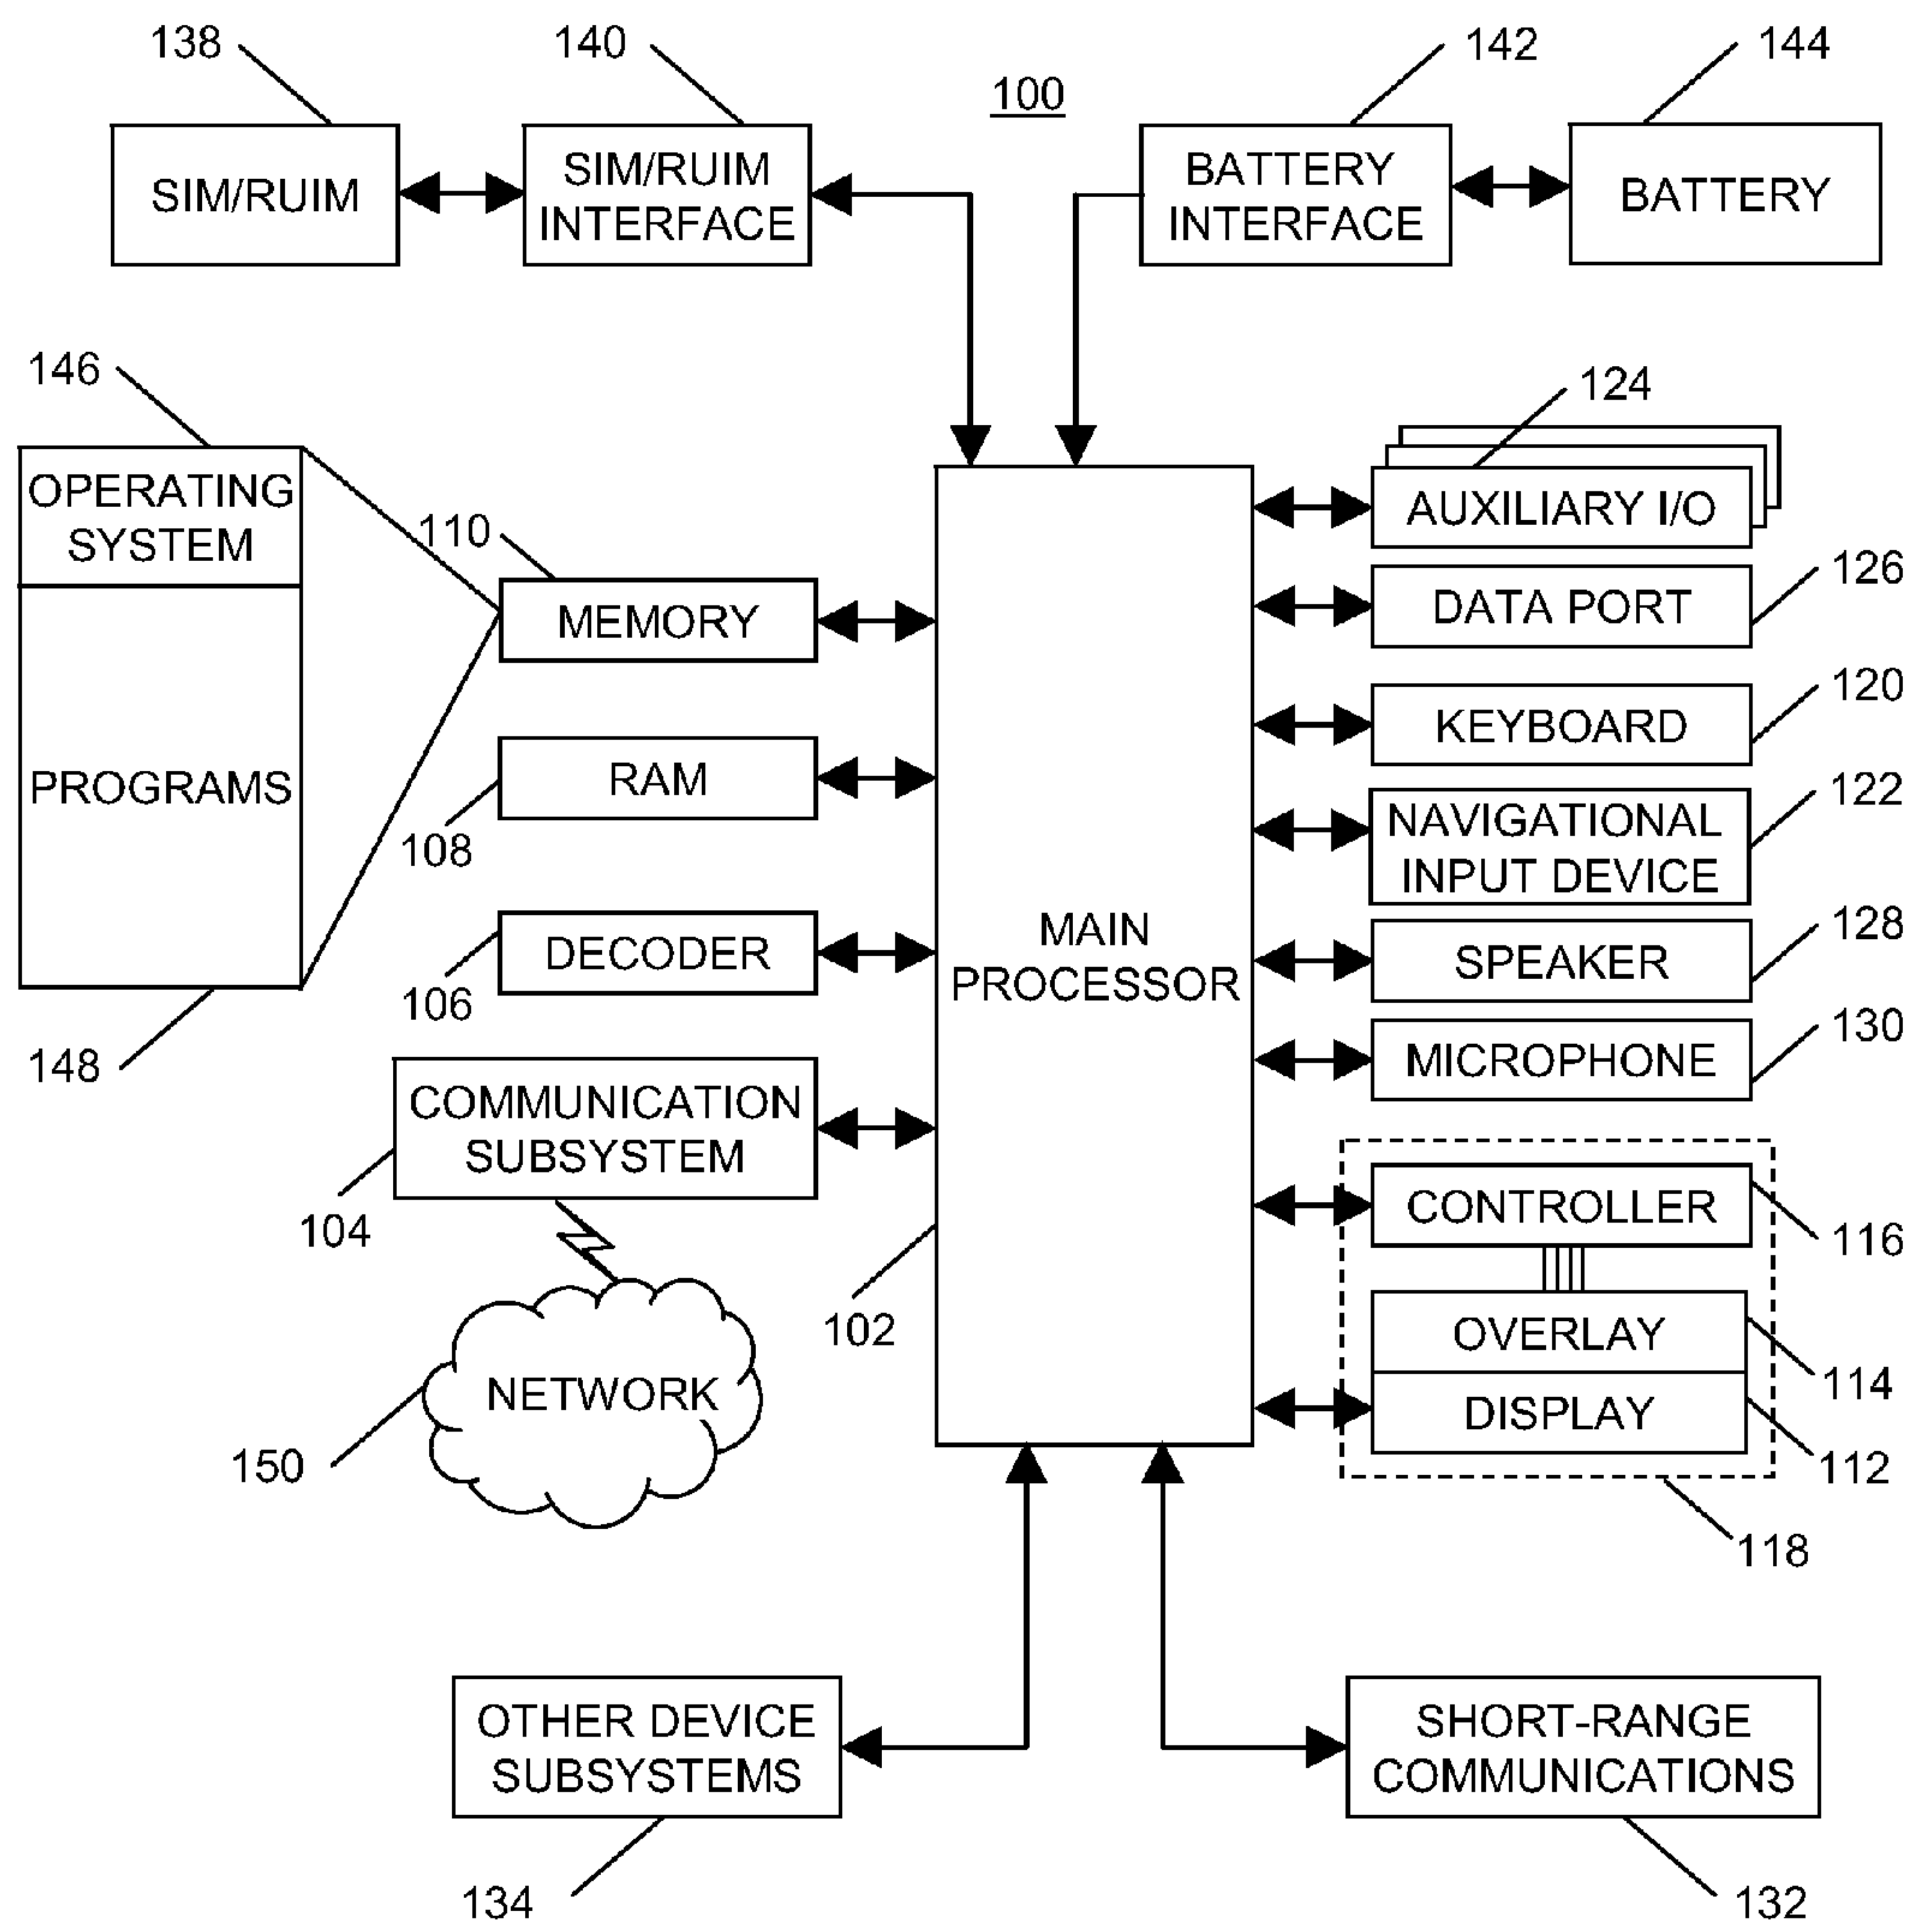 138
140
100
142
144
SIM/RUIM
SIM/RUIM
INTERFACE
BATTERY
INTERFACE
BATTERY
146
124
OPERATING
SYSTEM
110
AUXILIARY I/O
126
MEMORY
DATA PORT
120
KEYBOARD
PROGRAMS
RAM
122
108
NAVIGATIONAL
INPUT DEVICE
128
DECODER
MAIN
PROCESSOR
SPEAKER
106
130
148
MICROPHONE
COMMUNICATION
SUBSYSTEM
104
CONTROLLER
116
102
OVERLAY
114
NETWORK
DISPLAY
150
112
118
OTHER DEVICE
SUBSYSTEMS
SHORT-RANGE
COMMUNICATIONS
134
132